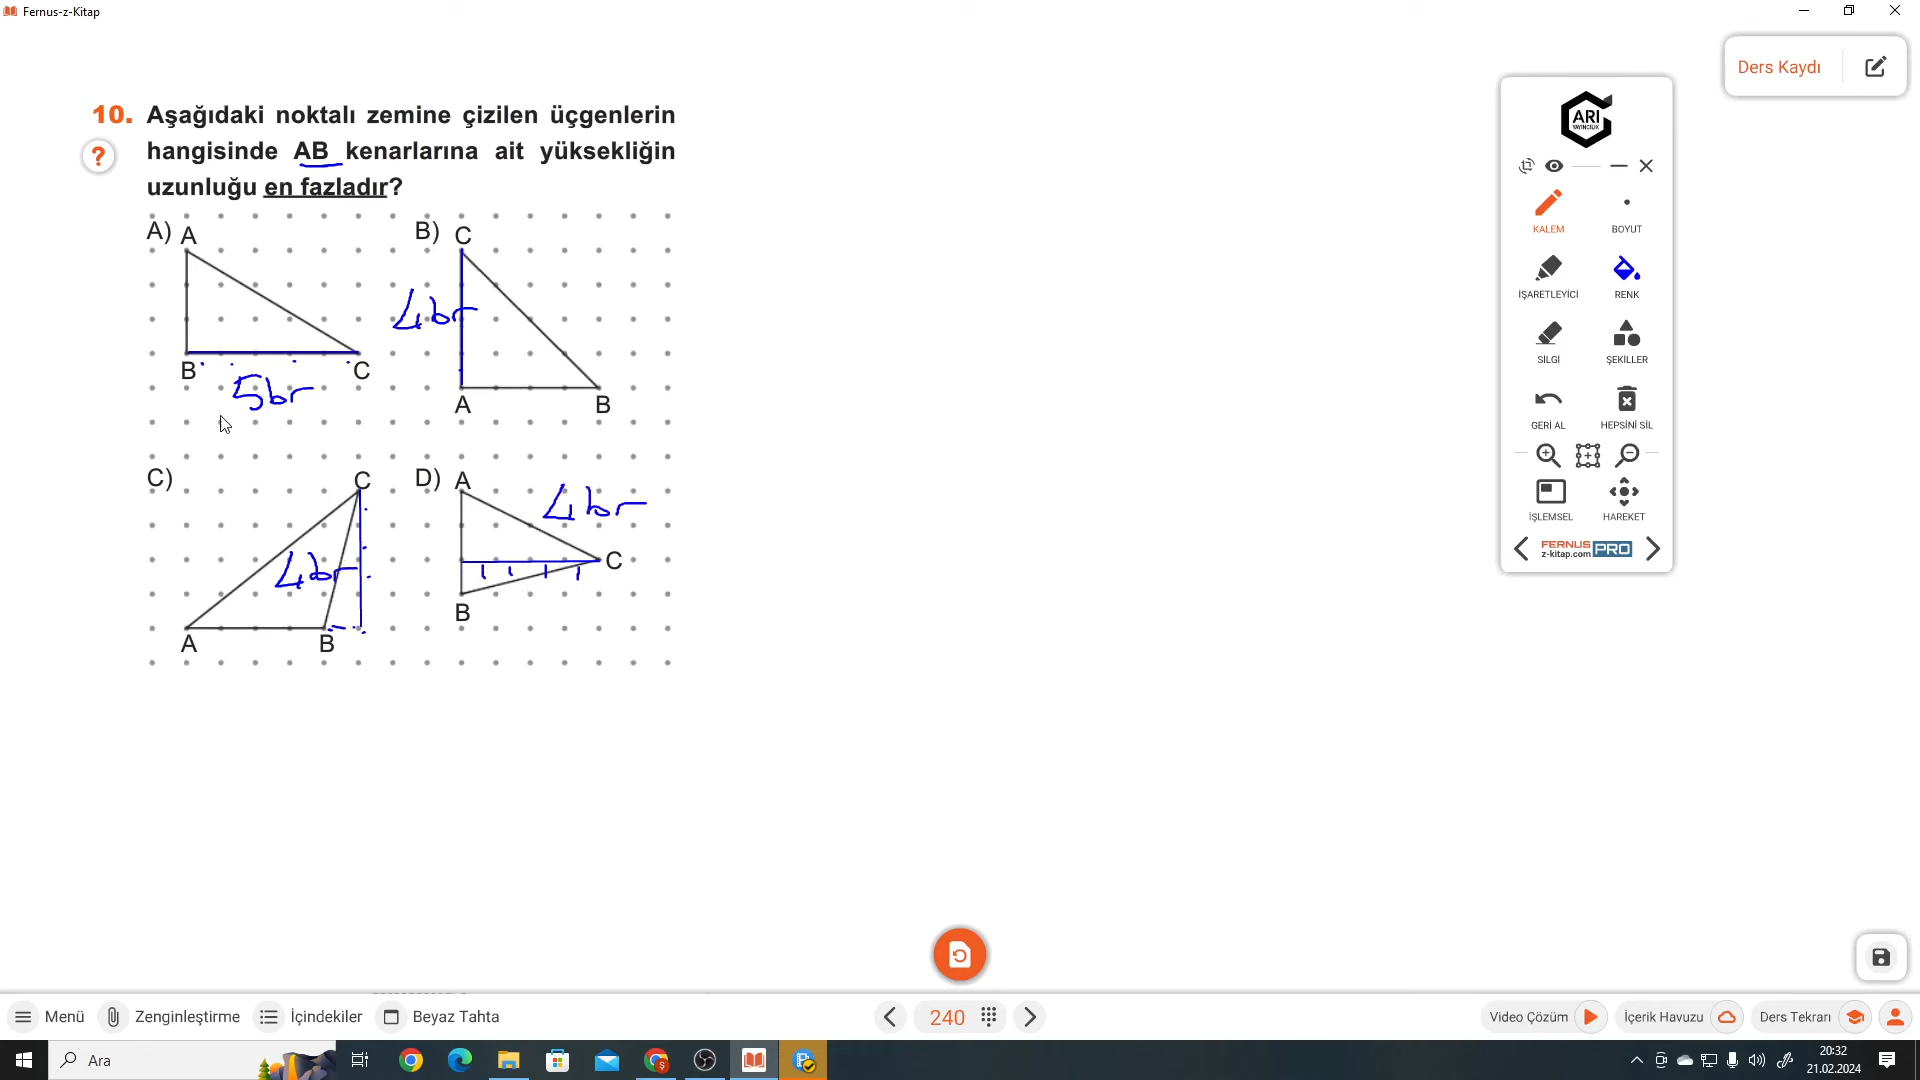 Fernus-z-Kitap
Ders Kaydı
10. Aşağıdaki noktalı zemine çizilen üçgenlerin
? hangisinde AB kenarlarına ait yüksekliğin
uzunluğu en fazladır?
A) A
B C
5br
B) C
4br
A B
C) C
4br
A B
D) A
4br
C
B
ARI
YAYINCILIK
KALEM BOYUT
İŞARETLEYİCİ RENK
SİLGİ ŞEKİLLER
GERİ AL HEPSİNİ SİL
İŞLEMSEL HAREKET
FERNUS
z-kitap.com PRO
Menü Zenginleştirme İçindekiler Beyaz Tahta 240 Video Çözüm İçerik Havuzu Ders Tekrarı
Ara
20:32
21.02.2024